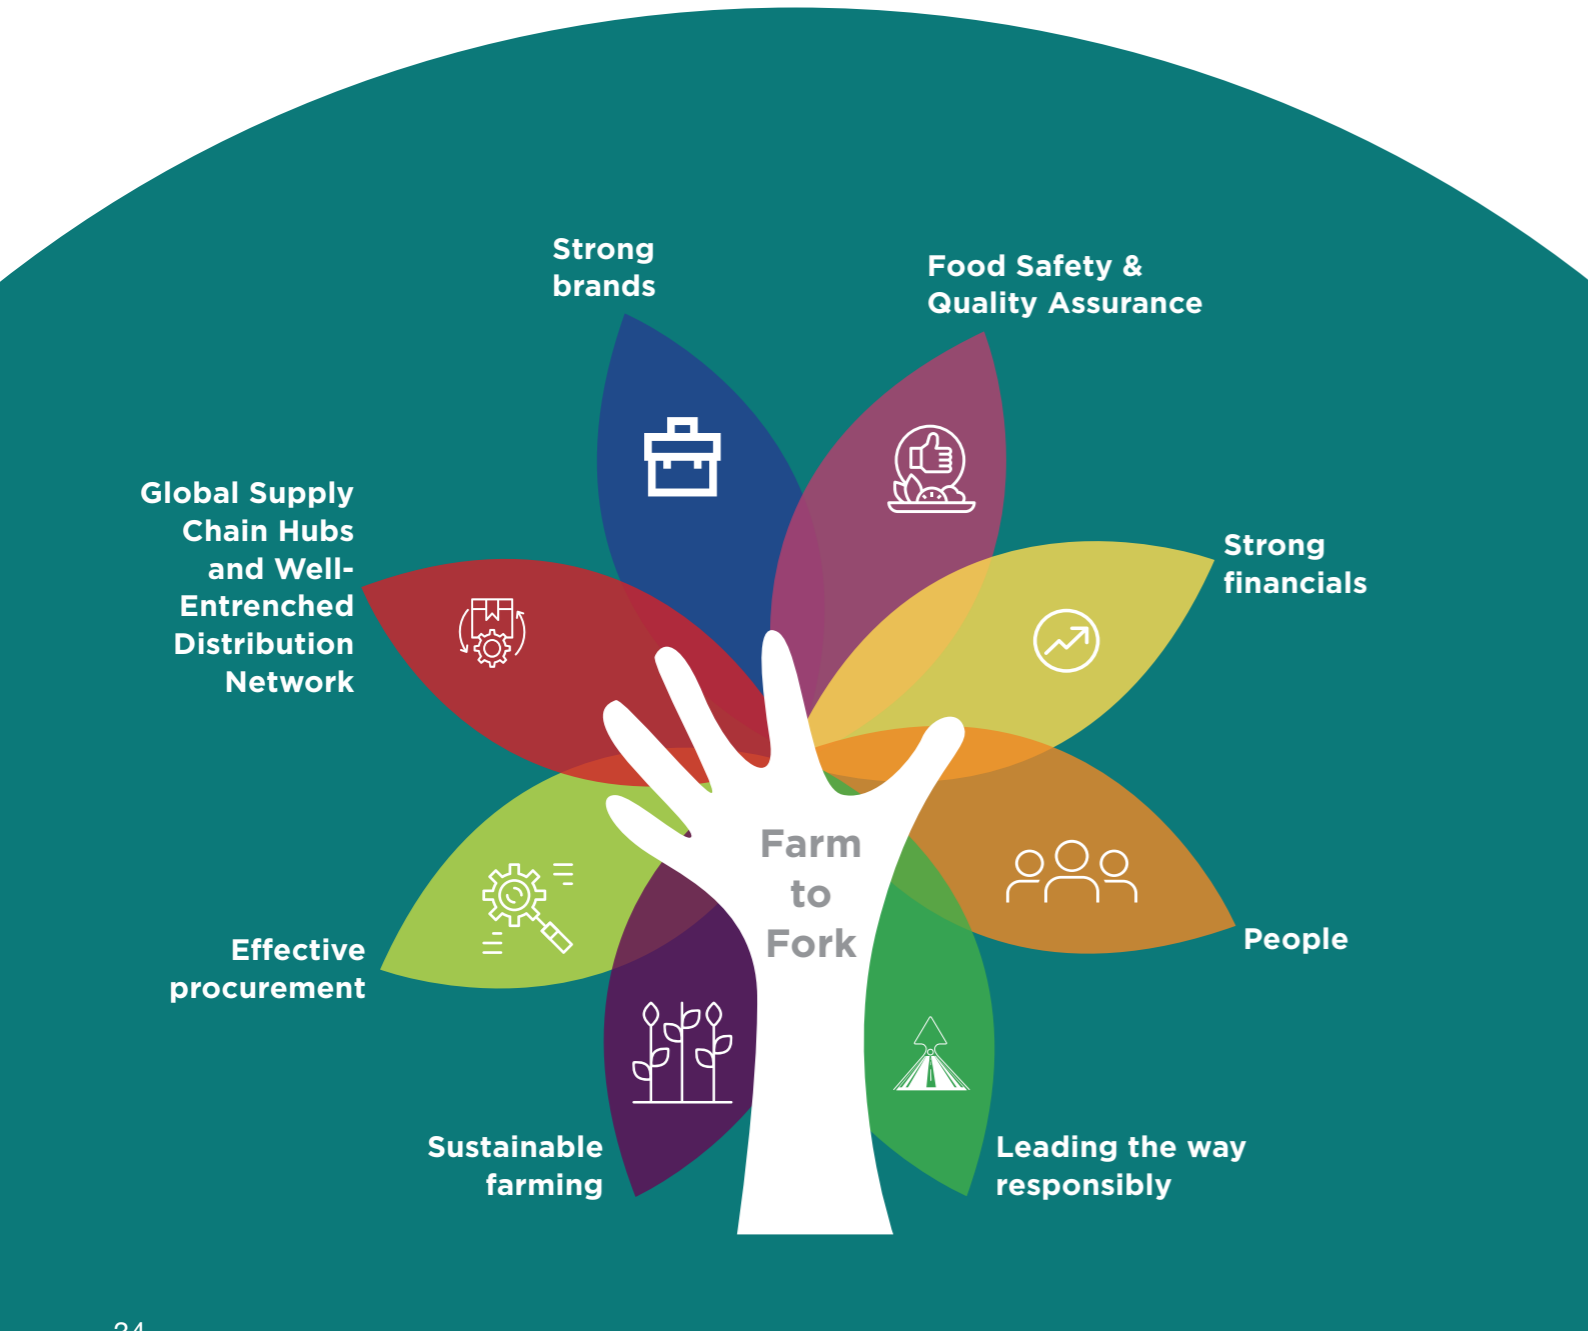 Strong
brands
Food Safety &
Quality Assurance
Global Supply
Chain Hubs
and Well-
Entrenched
Distribution
Network
Strong
financials
Farm
to
Fork
Effective
procurement
People
Sustainable
farming
Leading the way
responsibly